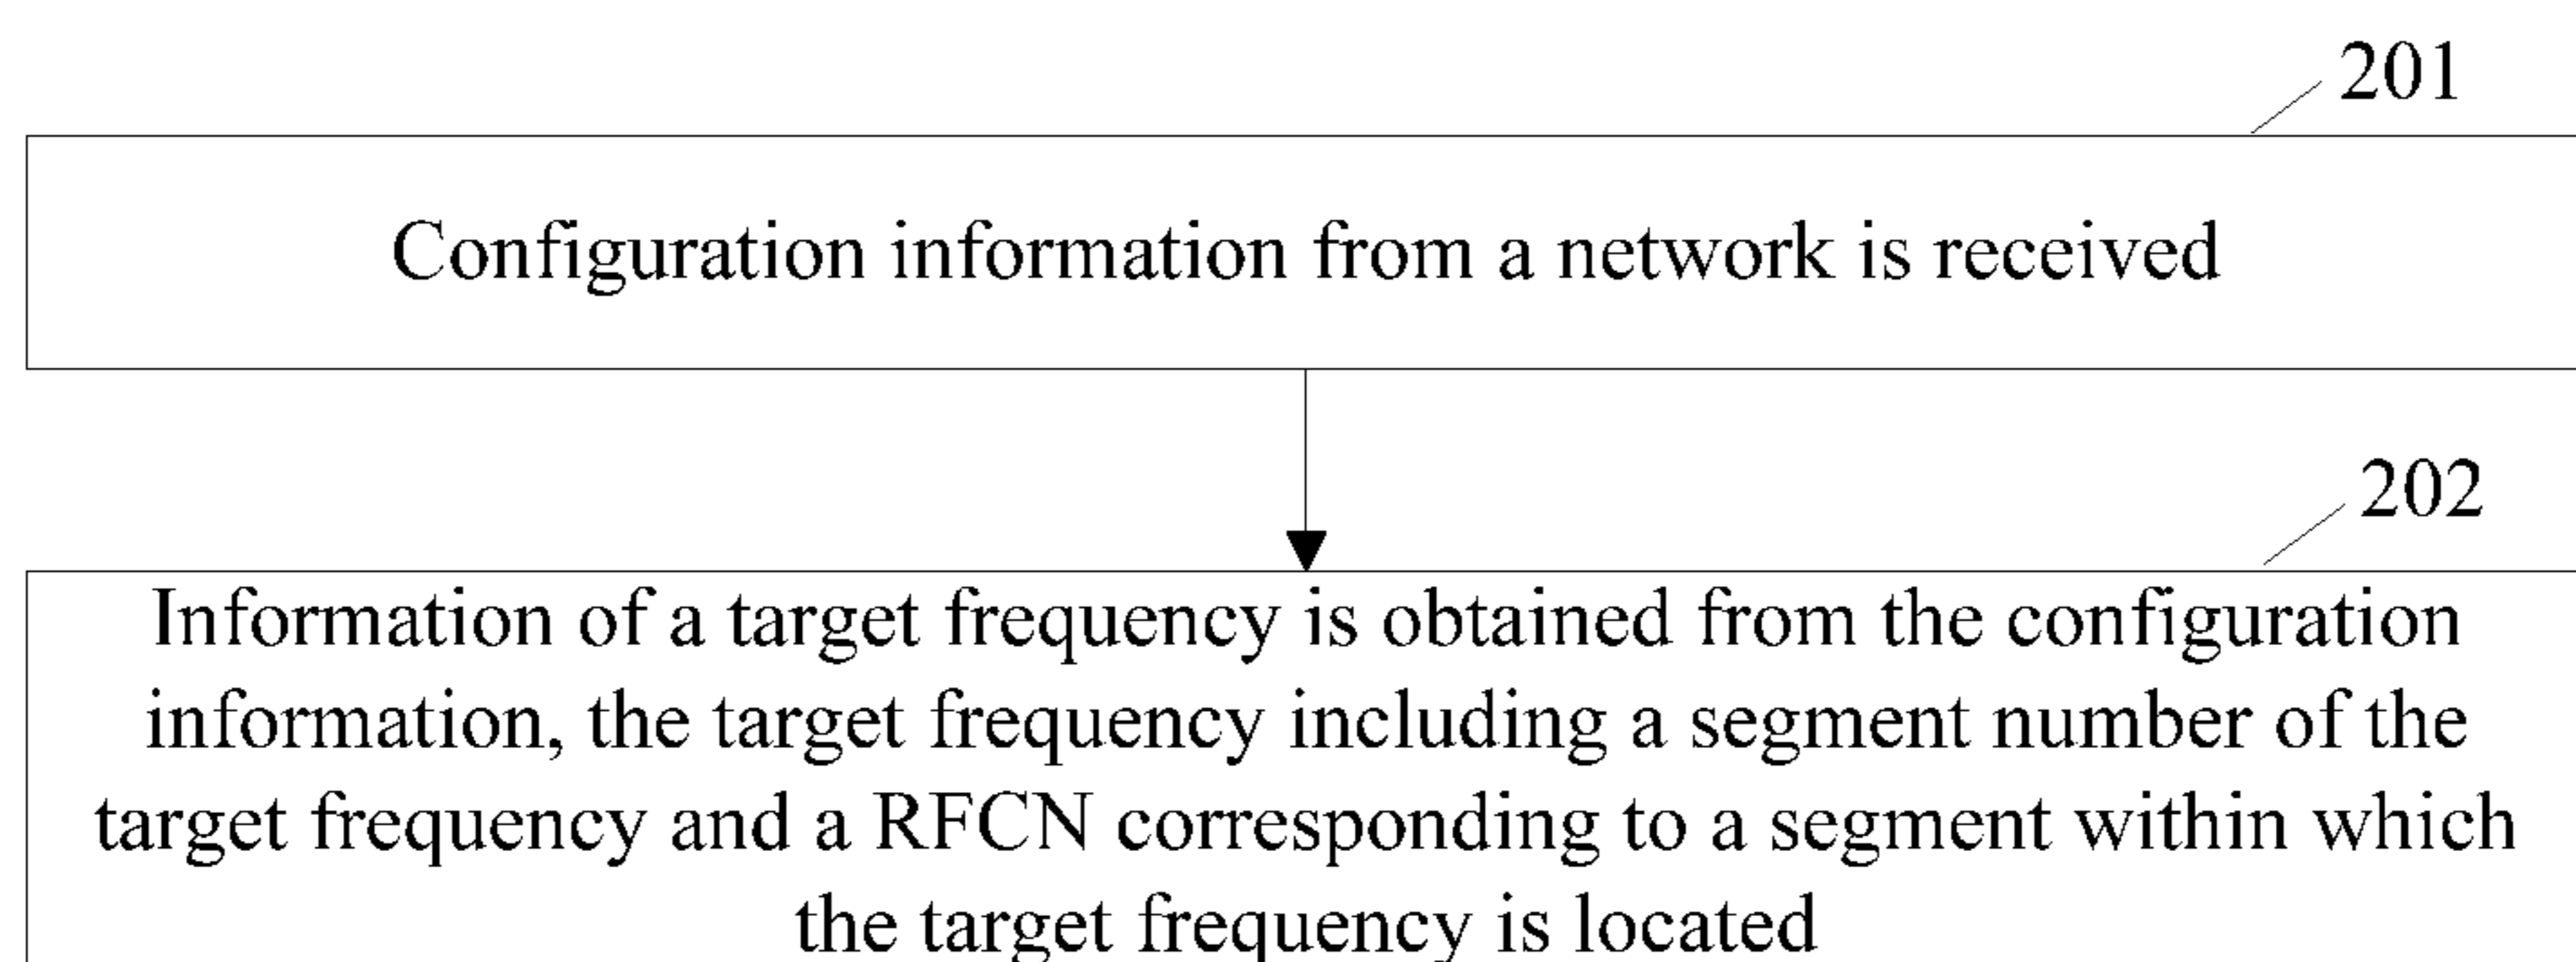 201
Configuration information from a network is received
202
Information of a target frequency is obtained from the configuration
information, the target frequency including a segment number of the
target frequency and a RFCN corresponding to a segment within which
the target frequency is located